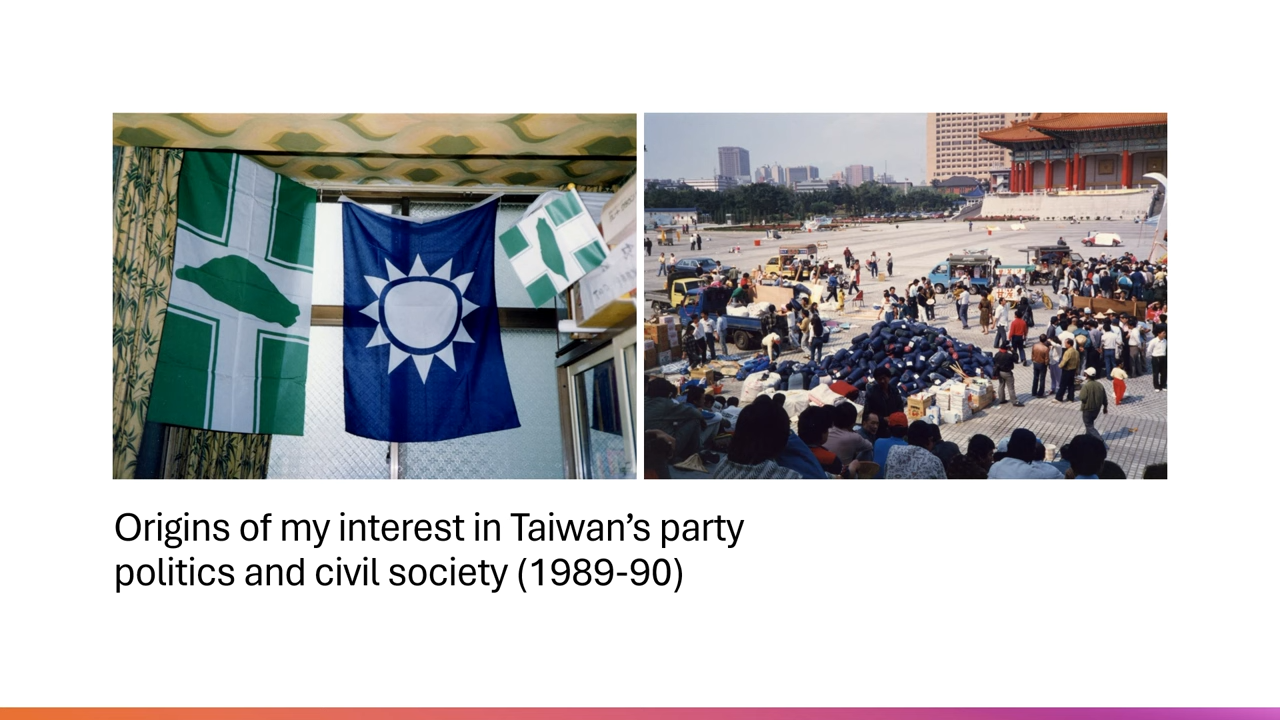 Origins of my interest in Taiwan’s party
politics and civil society (1989-90)